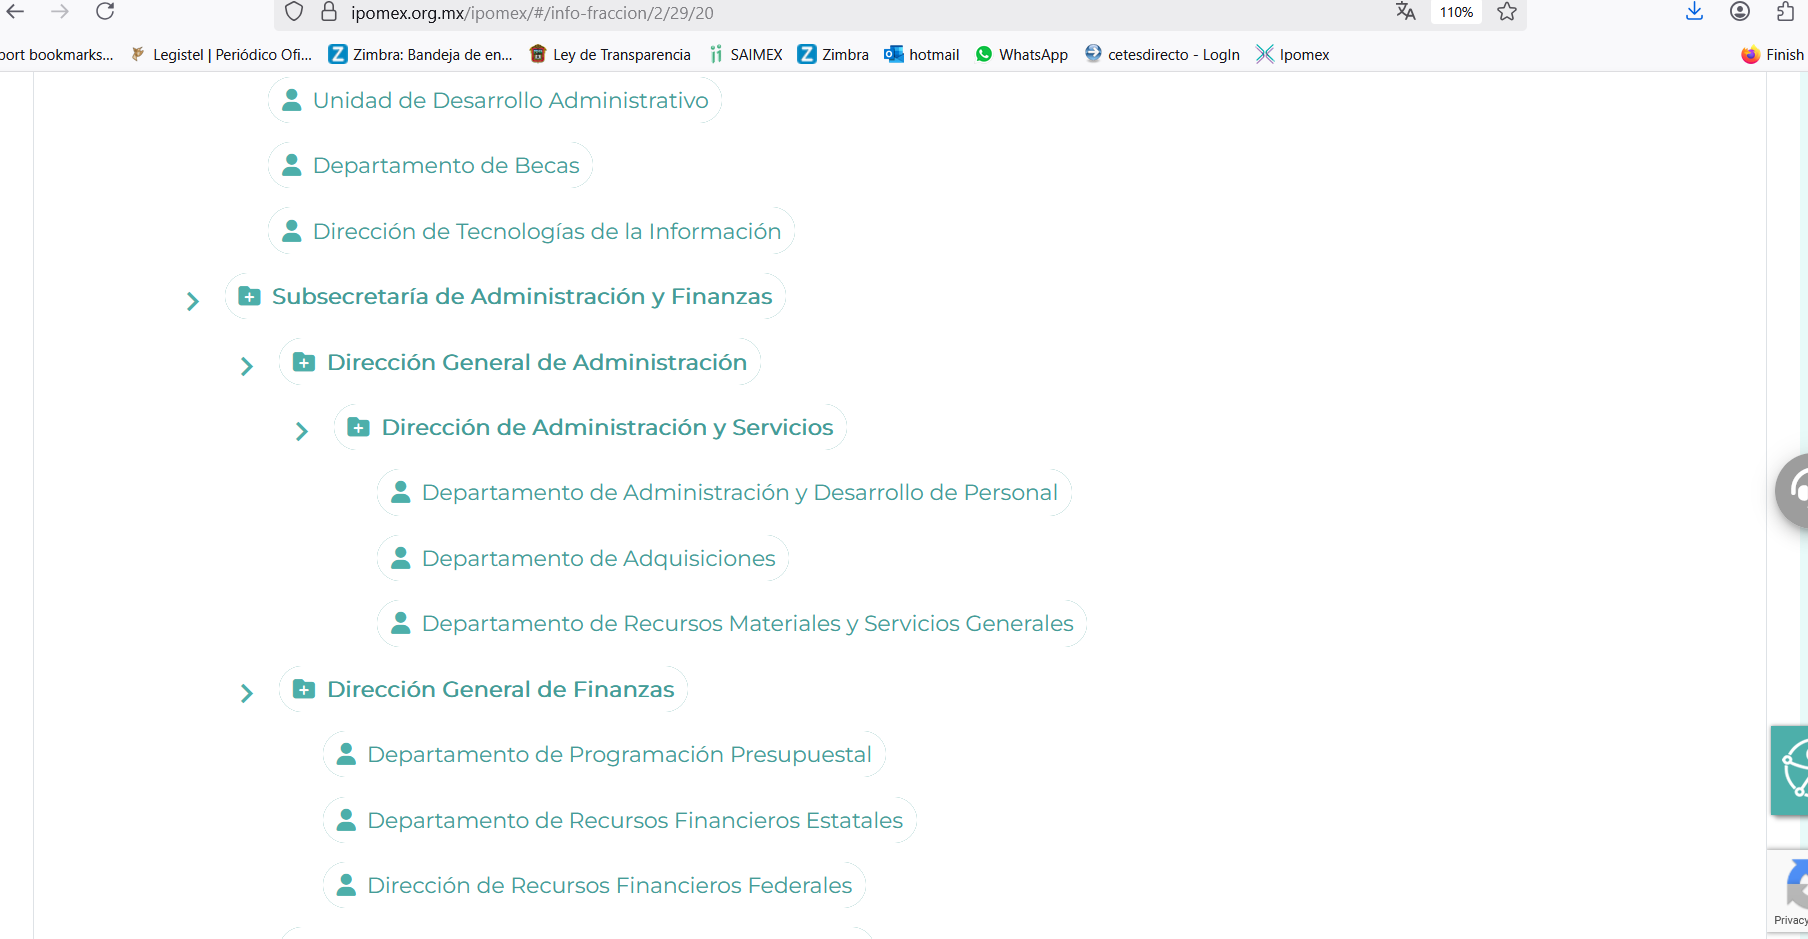 ipomex.org.mx/ipomex/#/info-fraccion/2/29/20
110%
port bookmarks...
Legistel | Periódico Ofi...
Zimbra: Bandeja de en...
Ley de Transparencia
SAIMEX
Zimbra
hotmail
WhatsApp
cetesdirecto - LogIn
Ipomex
Finish
Unidad de Desarrollo Administrativo
Departamento de Becas
Dirección de Tecnologías de la Información
Subsecretaría de Administración y Finanzas
Dirección General de Administración
Dirección de Administración y Servicios
Departamento de Administración y Desarrollo de Personal
Departamento de Adquisiciones
Departamento de Recursos Materiales y Servicios Generales
Dirección General de Finanzas
Departamento de Programación Presupuestal
Departamento de Recursos Financieros Estatales
Dirección de Recursos Financieros Federales
Privacy